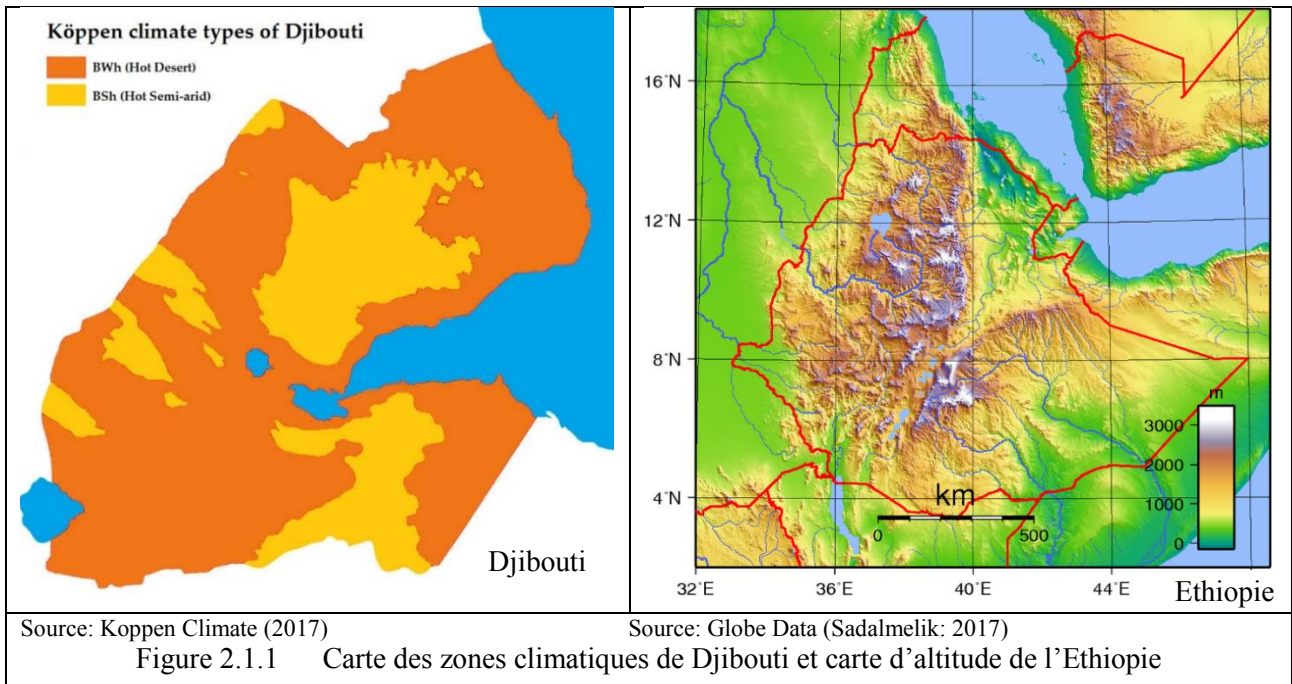 Köppen climate types of Djibouti
BWh (Hot Desert)
BSh (Hot Semi-arid)
Djibouti
16°N
12°N
8°N
4°N
32°E
36°E
40°E
44°E
km
0
500
m
3000
2000
1000
0
Ethiopie
Source: Koppen Climate (2017)
Source: Globe Data (Sadalmelik: 2017)
Figure 2.1.1 Carte des zones climatiques de Djibouti et carte d’altitude de l’Ethiopie